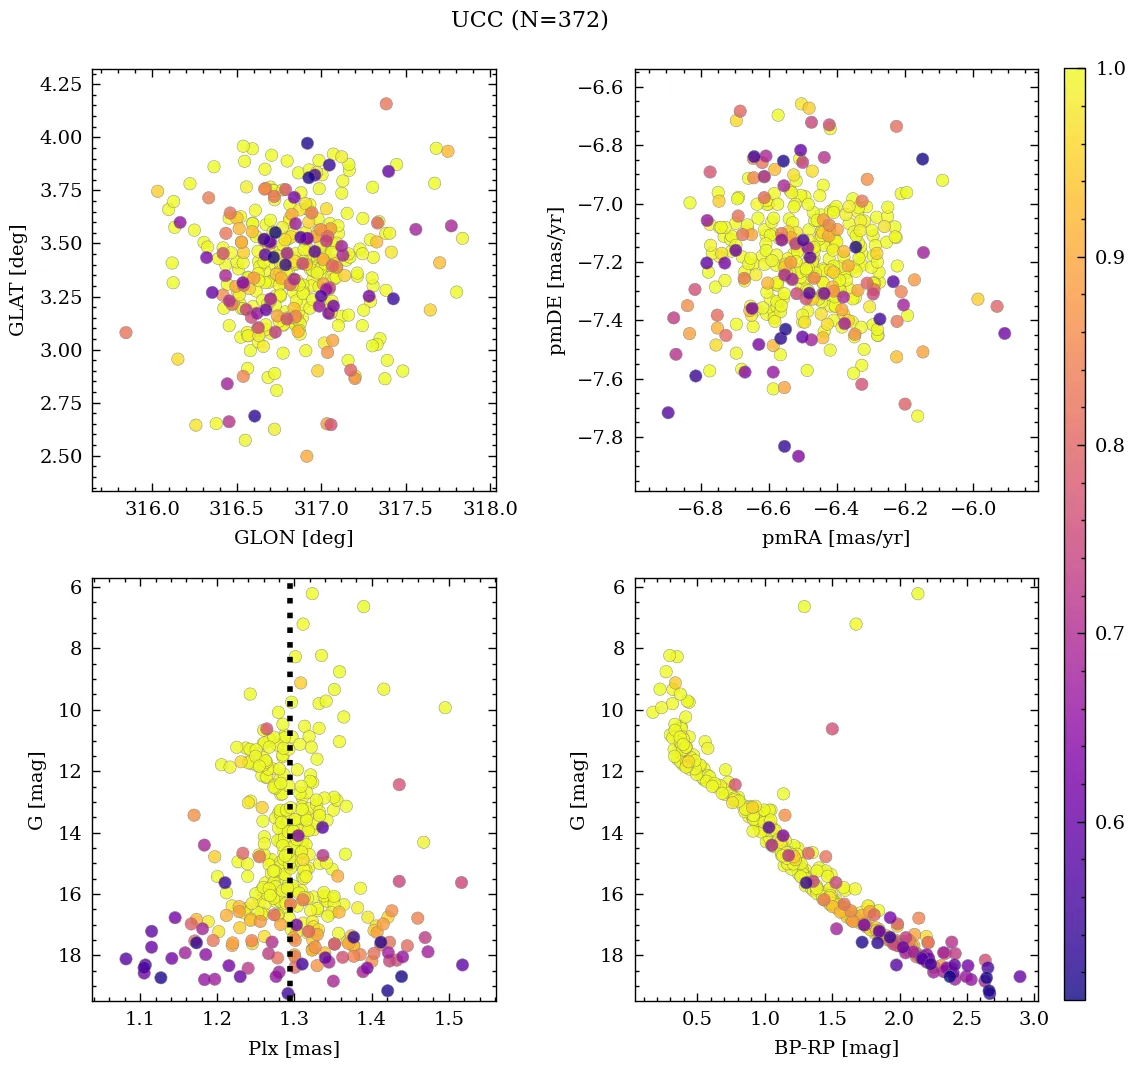 UCC (N=372)
4.25
4.00
3.75
3.50
3.25
3.00
2.75
2.50
GLAT [deg]
316.0 316.5 317.0 317.5 318.0
GLON [deg]
−6.6
−6.8
−7.0
−7.2
−7.4
−7.6
−7.8
pmDE [mas/yr]
−6.8 −6.6 −6.4 −6.2 −6.0
pmRA [mas/yr]
6
8
10
12
14
16
18
G [mag]
1.1 1.2 1.3 1.4 1.5
Plx [mas]
6
8
10
12
14
16
18
G [mag]
0.5 1.0 1.5 2.0 2.5 3.0
BP-RP [mag]
1.0
0.9
0.8
0.7
0.6